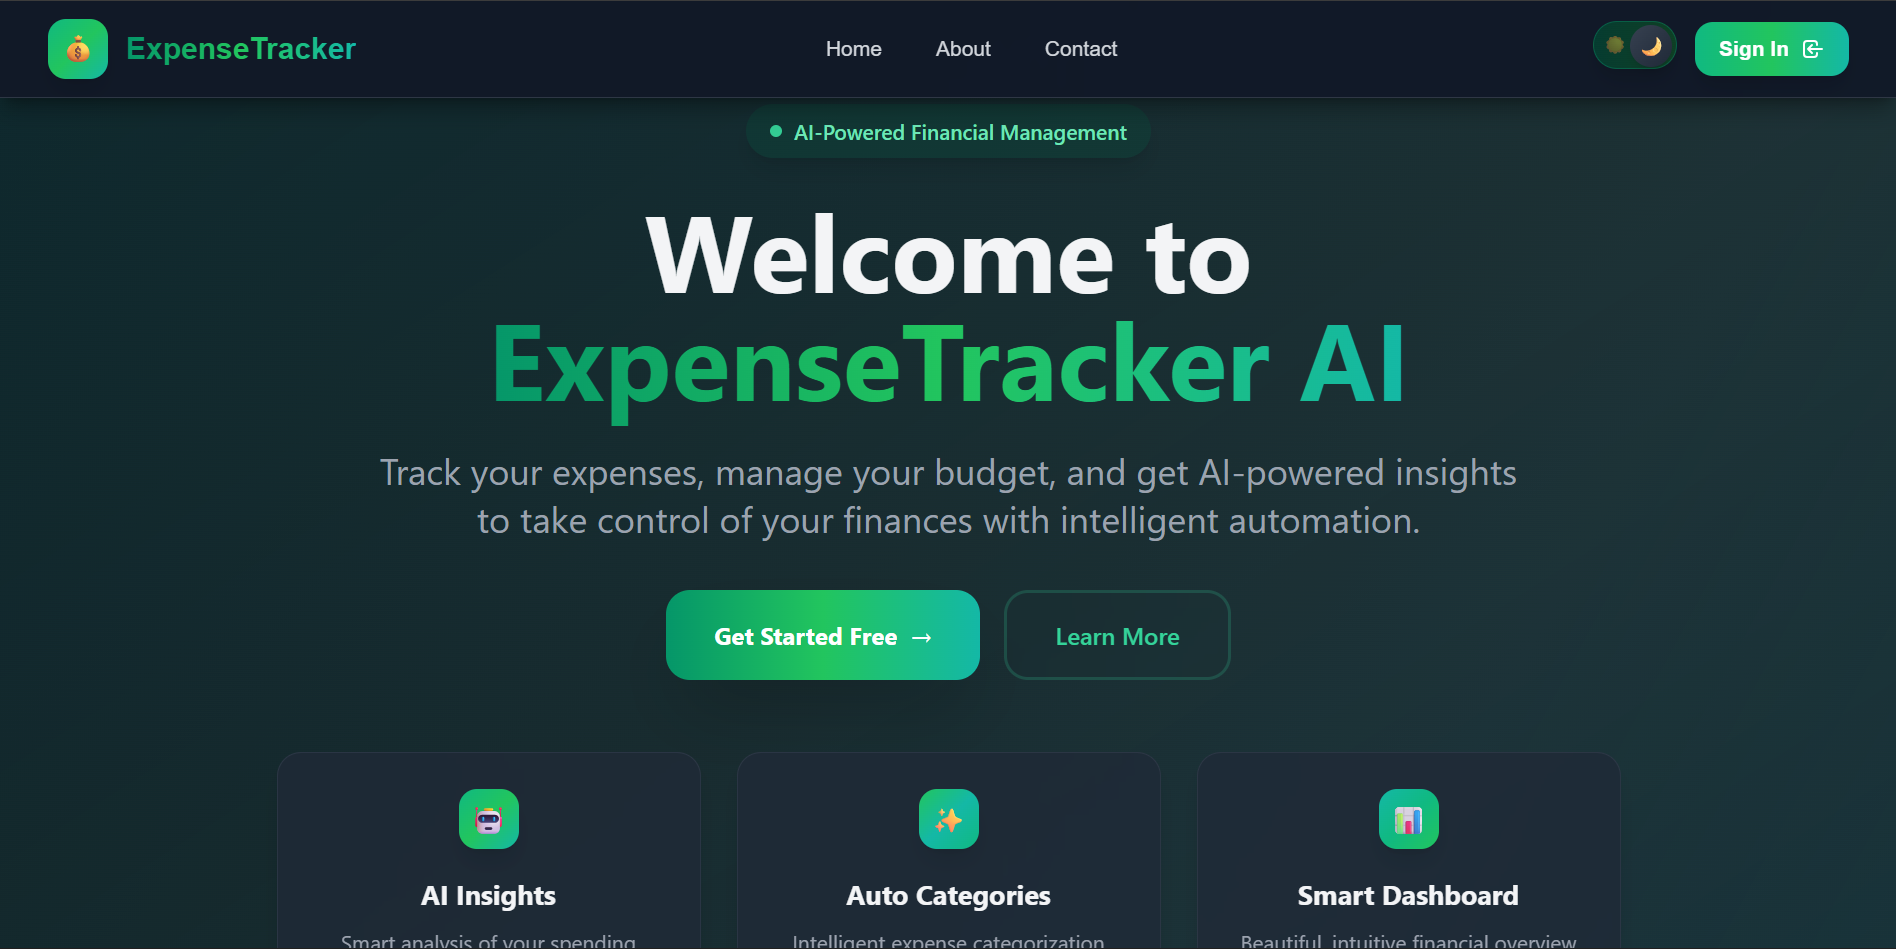 ExpenseTracker
Home
About
Contact
Sign In
AI-Powered Financial Management
Welcome to
ExpenseTracker AI
Track your expenses, manage your budget, and get AI-powered insights
to take control of your finances with intelligent automation.
Get Started Free →
Learn More
AI Insights
Smart analysis of your spending
Auto Categories
Intelligent expense categorization
Smart Dashboard
Beautiful, intuitive financial overview